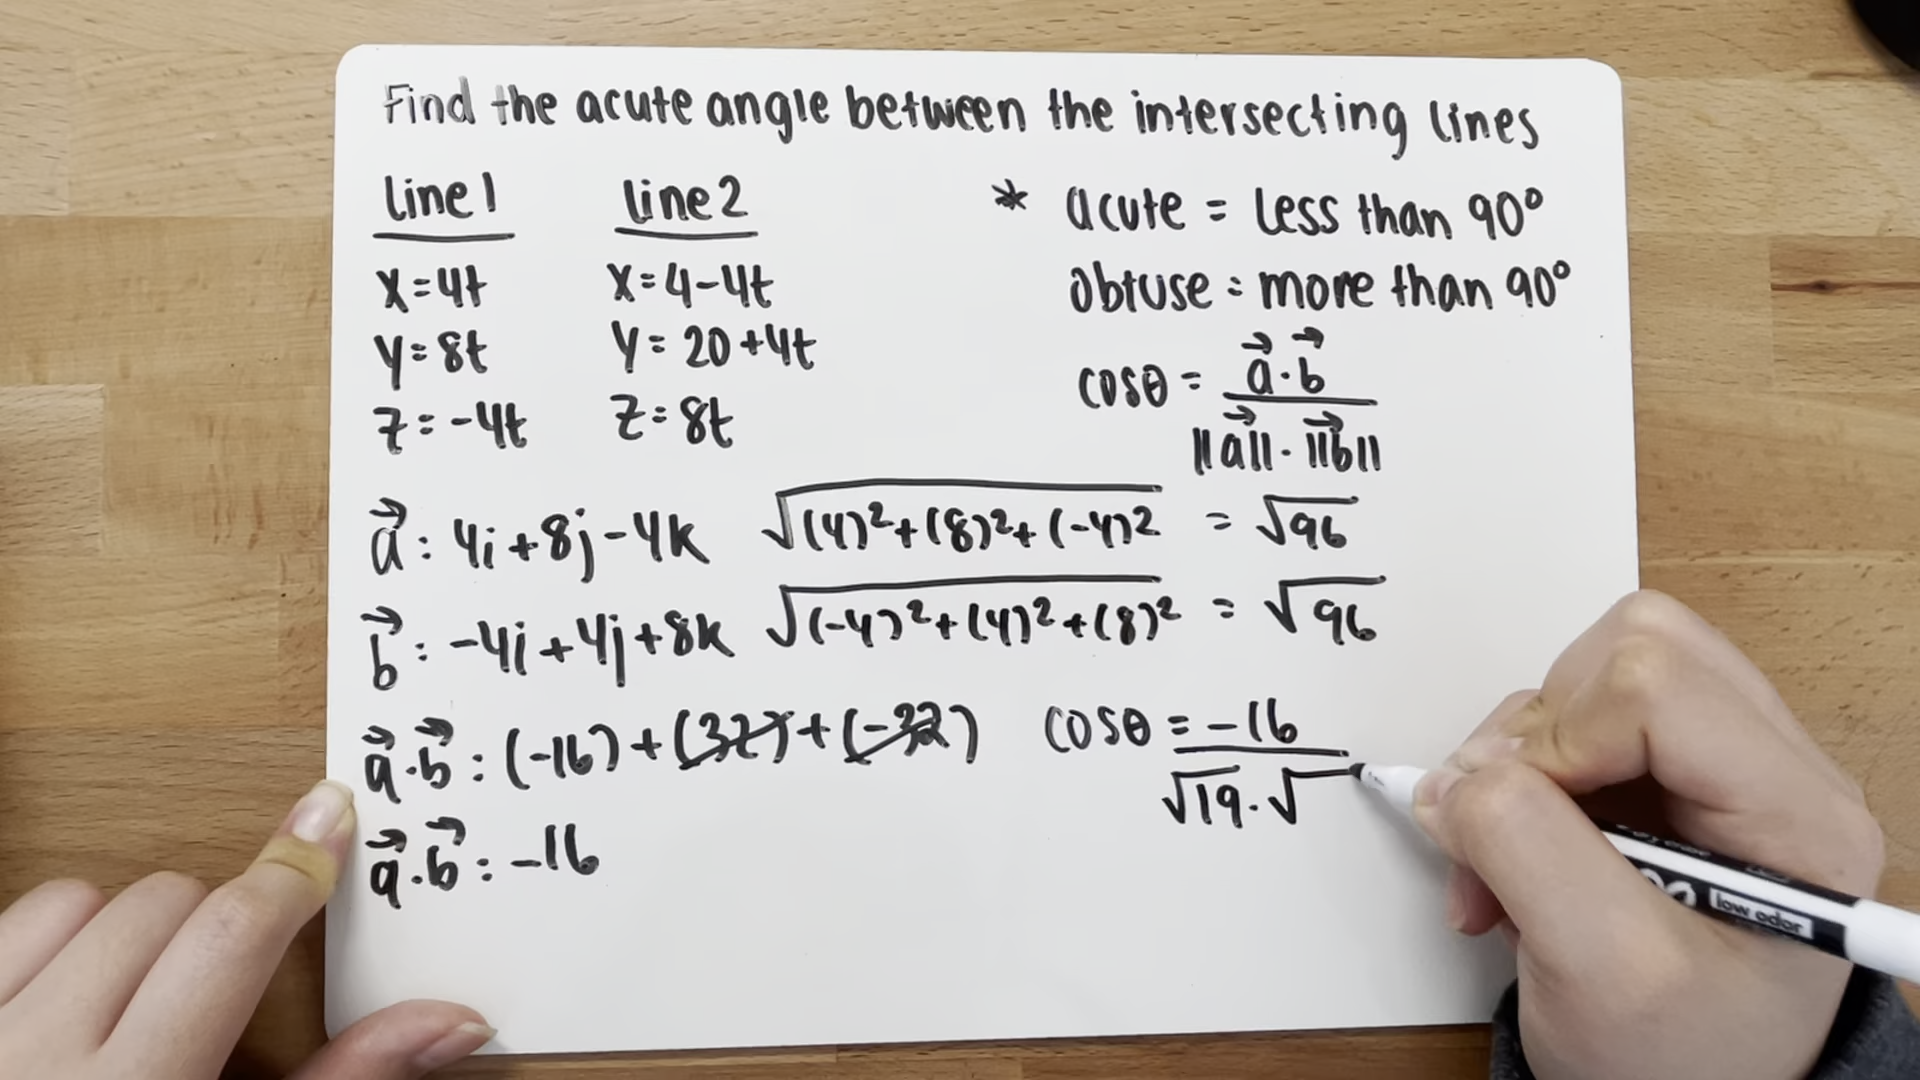 Find the acute angle between the intersecting lines
line 1
x=4t
y=8t
z=-4t
line 2
x=4-4t
y=20+4t
z=8t
* acute = less than 90°
obtuse = more than 90°
cosθ = a⃗·b⃗ / ||a⃗||·||b⃗||
a⃗: 4i+8j-4k √((4)²+(8)²+(-4)²) = √96
b⃗: -4i+4j+8k √((-4)²+(4)²+(8)²) = √96
a⃗·b⃗: (-16)+(32)+(-32)
a⃗·b⃗: -16
cosθ = -16 / √19·√
low odor